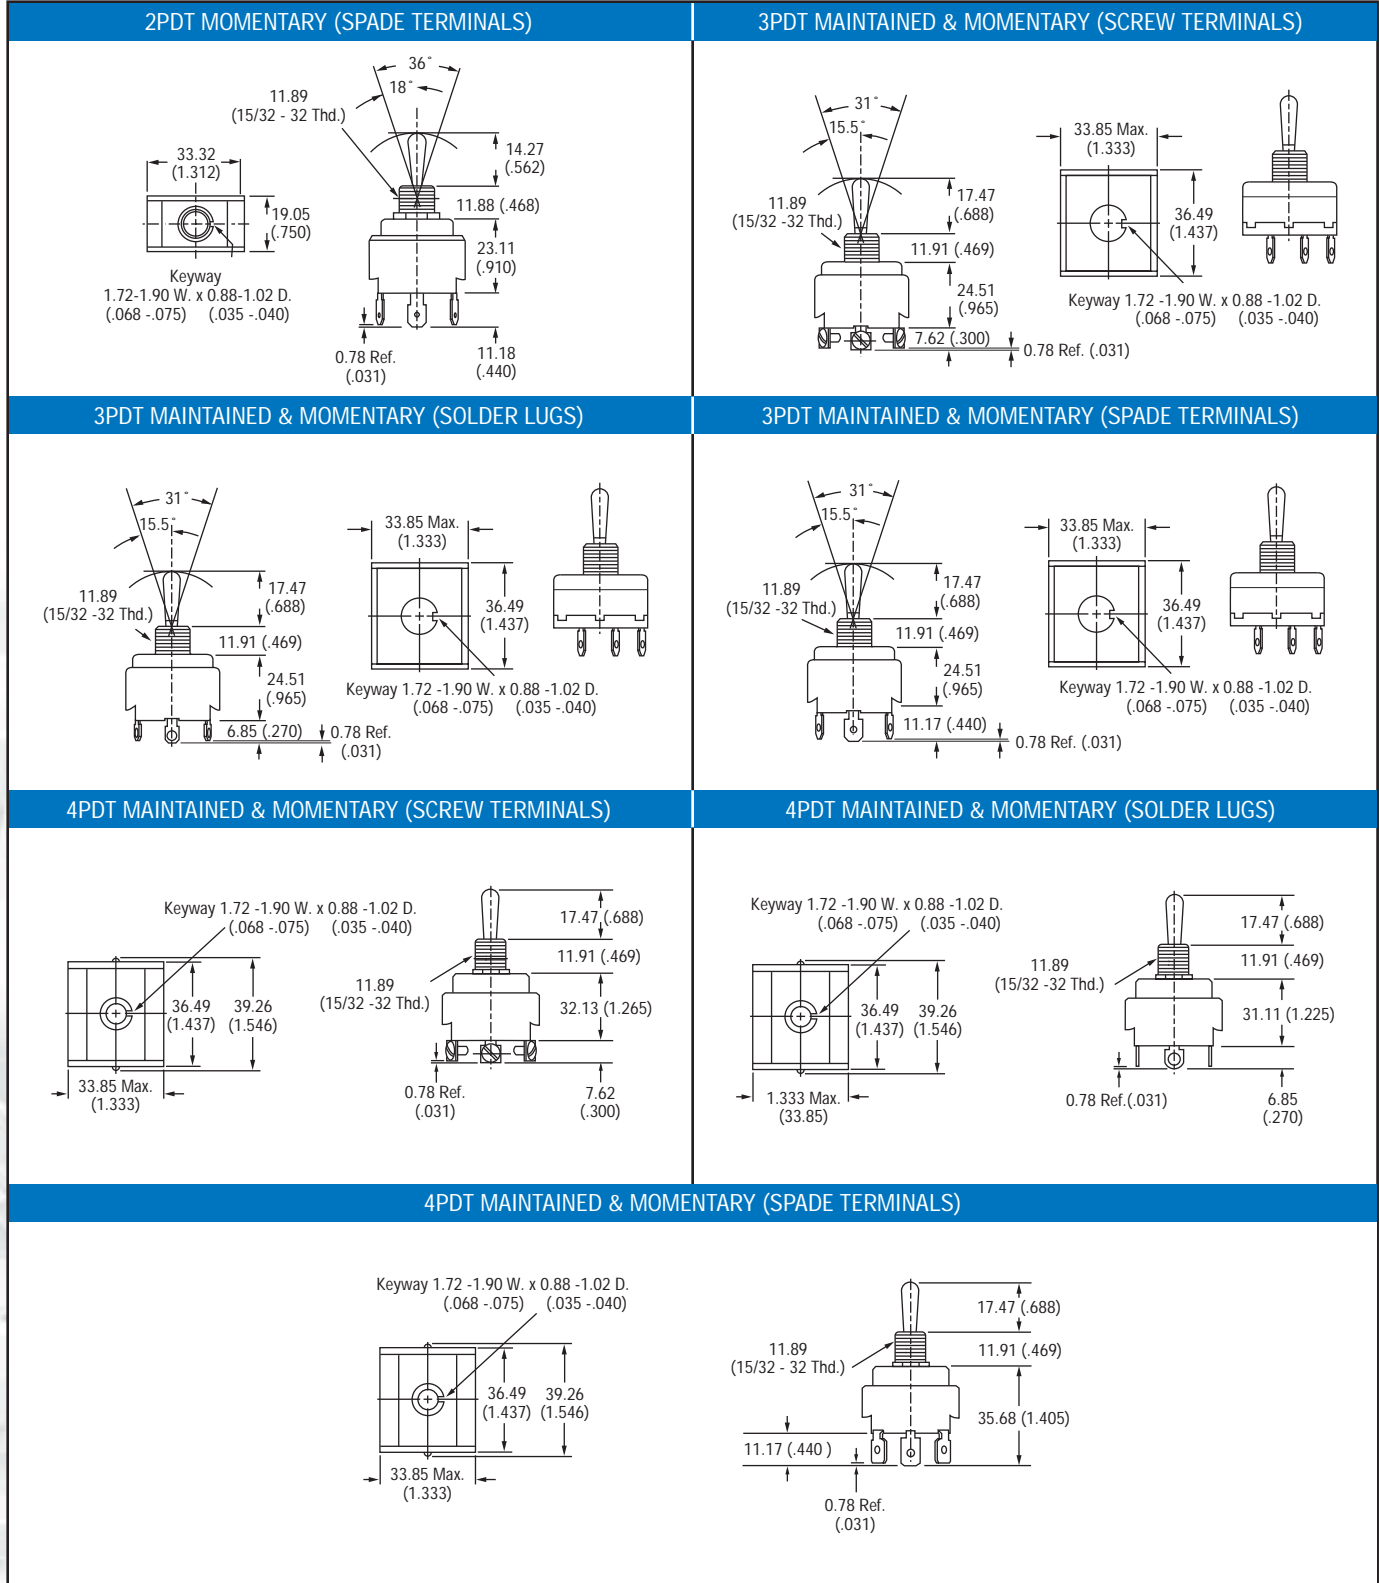 2PDT MOMENTARY (SPADE TERMINALS)
36°
18°
11.89
(15/32 - 32 Thd.)
14.27
(.562)
33.32
(1.312)
19.05
(.750)
11.88 (.468)
23.11
(.910)
Keyway
1.72-1.90 W. x 0.88-1.02 D.
(.068 -.075) (.035 -.040)
0.78 Ref.
(.031)
11.18
(.440)
3PDT MAINTAINED & MOMENTARY (SCREW TERMINALS)
31°
15.5°
33.85 Max.
(1.333)
17.47
(.688)
11.89
(15/32 -32 Thd.)
36.49
(1.437)
11.91 (.469)
24.51
(.965)
Keyway 1.72 -1.90 W. x 0.88 -1.02 D.
(.068 -.075) (.035 -.040)
7.62 (.300)
0.78 Ref. (.031)
3PDT MAINTAINED & MOMENTARY (SOLDER LUGS)
31°
15.5°
33.85 Max.
(1.333)
11.89
(15/32 -32 Thd.)
17.47
(.688)
36.49
(1.437)
11.91 (.469)
24.51
(.965)
Keyway 1.72 -1.90 W. x 0.88 -1.02 D.
(.068 -.075) (.035 -.040)
6.85 (.270)
0.78 Ref.
(.031)
3PDT MAINTAINED & MOMENTARY (SPADE TERMINALS)
31°
15.5°
33.85 Max.
(1.333)
11.89
(15/32 -32 Thd.)
17.47
(.688)
36.49
(1.437)
11.91 (.469)
24.51
(.965)
Keyway 1.72 -1.90 W. x 0.88 -1.02 D.
(.068 -.075) (.035 -.040)
11.17 (.440)
0.78 Ref. (.031)
4PDT MAINTAINED & MOMENTARY (SCREW TERMINALS)
Keyway 1.72 -1.90 W. x 0.88 -1.02 D.
(.068 -.075) (.035 -.040)
17.47 (.688)
11.91 (.469)
11.89
(15/32 -32 Thd.)
36.49
(1.437)
39.26
(1.546)
32.13 (1.265)
33.85 Max.
(1.333)
0.78 Ref.
(.031)
7.62
(.300)
4PDT MAINTAINED & MOMENTARY (SOLDER LUGS)
Keyway 1.72 -1.90 W. x 0.88 -1.02 D.
(.068 -.075) (.035 -.040)
17.47 (.688)
11.91 (.469)
11.89
(15/32 -32 Thd.)
36.49
(1.437)
39.26
(1.546)
31.11 (1.225)
1.333 Max.
(33.85)
0.78 Ref.(.031)
6.85
(.270)
4PDT MAINTAINED & MOMENTARY (SPADE TERMINALS)
Keyway 1.72 -1.90 W. x 0.88 -1.02 D.
(.068 -.075) (.035 -.040)
17.47 (.688)
11.89
(15/32 - 32 Thd.)
11.91 (.469)
36.49
(1.437)
39.26
(1.546)
35.68 (1.405)
11.17 (.440 )
33.85 Max.
(1.333)
0.78 Ref.
(.031)